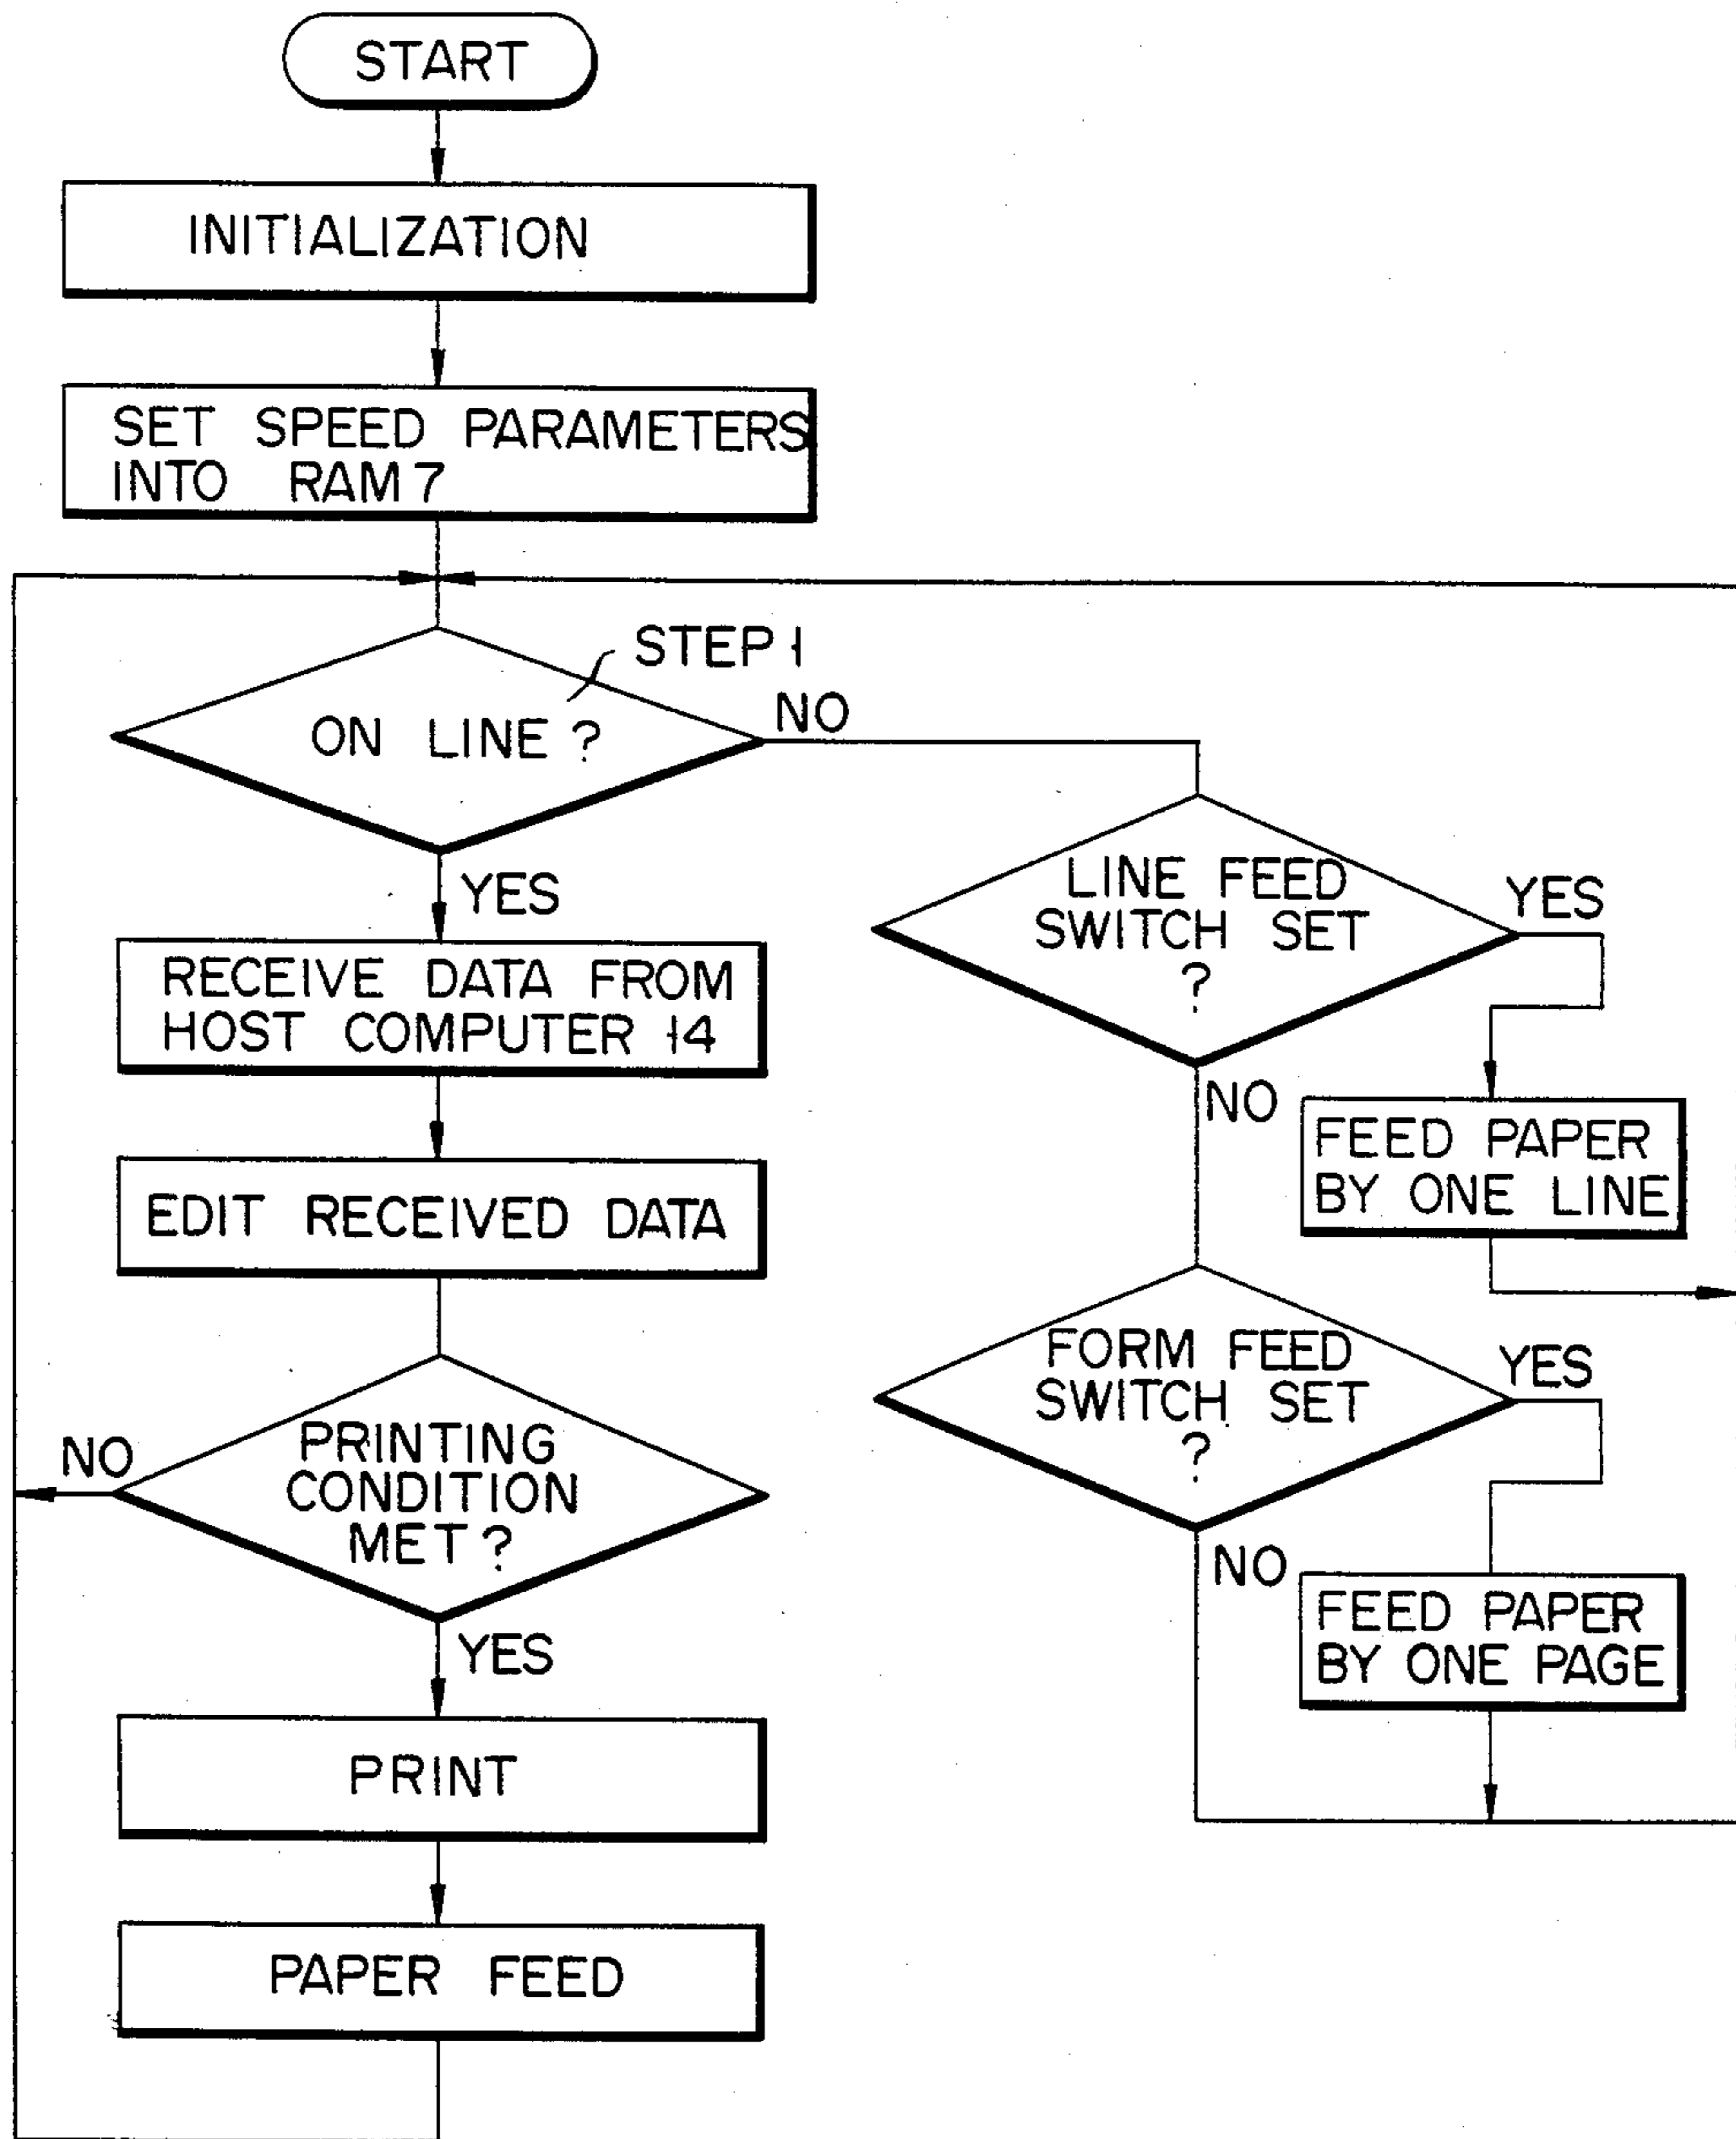 START
INITIALIZATION
SET SPEED PARAMETERS
INTO RAM 7
STEP 1
ON LINE ?
NO
YES
RECEIVE DATA FROM
HOST COMPUTER 14
EDIT RECEIVED DATA
PRINTING
CONDITION
MET ?
NO
YES
PRINT
PAPER FEED
LINE FEED
SWITCH SET
?
YES
NO
FEED PAPER
BY ONE LINE
FORM FEED
SWITCH SET
?
YES
NO
FEED PAPER
BY ONE PAGE